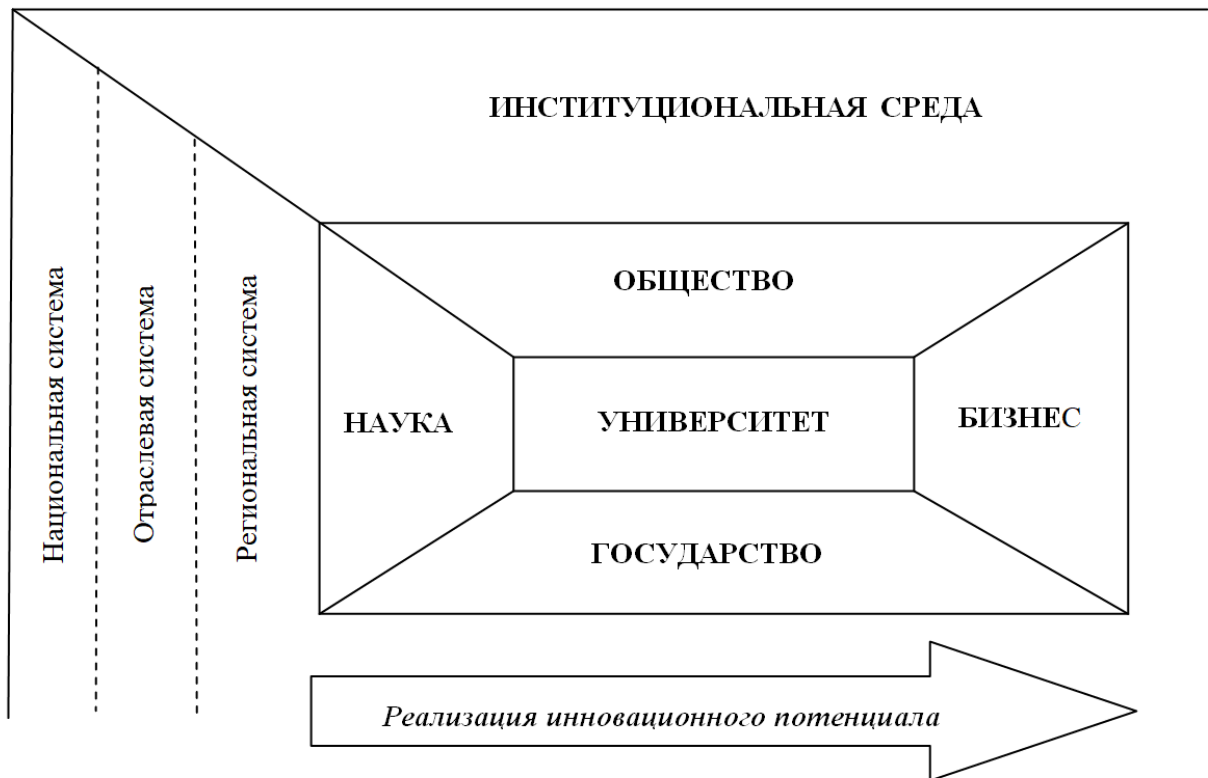 ИНСТИТУЦИОНАЛЬНАЯ СРЕДА
Национальная система
Отраслевая система
Региональная система
ОБЩЕСТВО
НАУКА
УНИВЕРСИТЕТ
БИЗНЕС
ГОСУДАРСТВО
Реализация инновационного потенциала